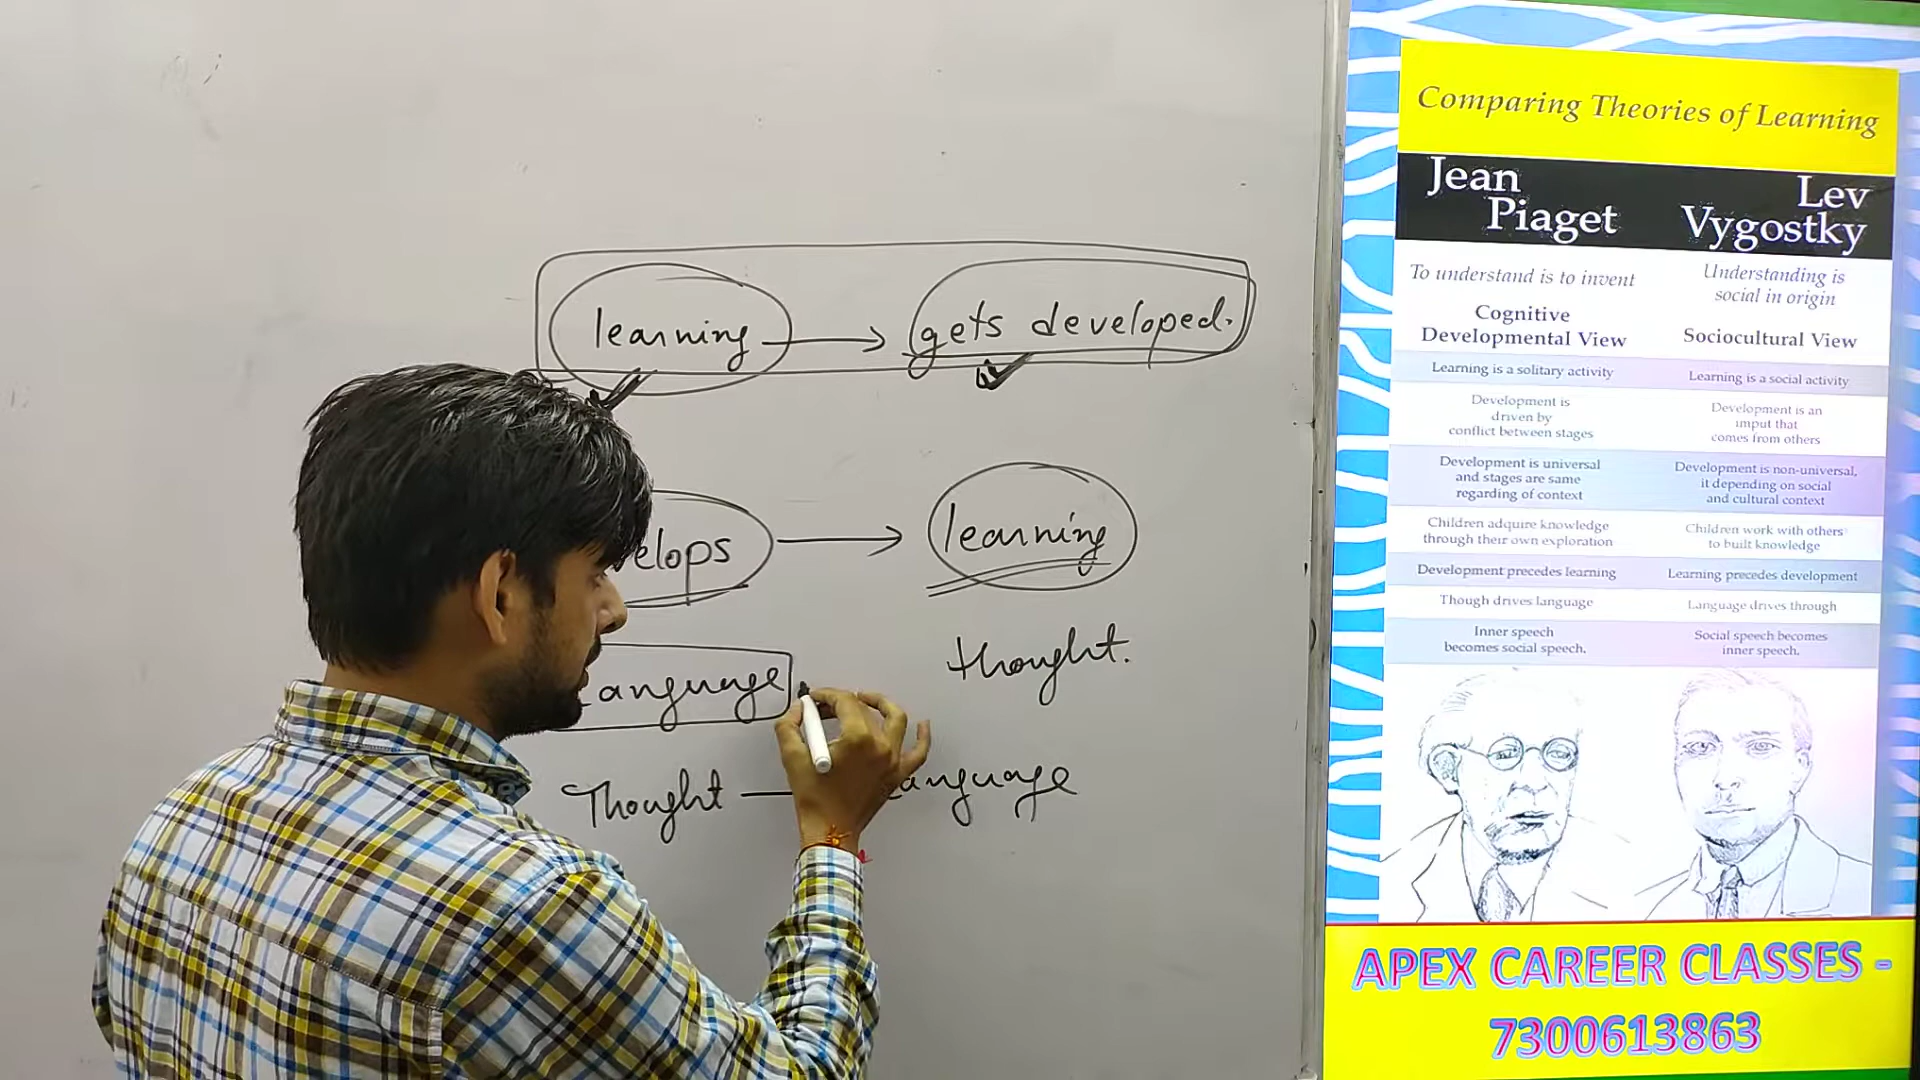 learning → gets developed.
velops → learning
Language thought.
Thought — Language
Comparing Theories of Learning
Jean
Piaget
Lev
Vygostky
To understand is to invent
Understanding is
social in origin
Cognitive
Developmental View
Sociocultural View
Learning is a solitary activity
Learning is a social activity
Development is
driven by
conflict between stages
Development is an
imput that
comes from others
Development is universal
and stages are same
regarding of context
Development is non-universal,
it depending on social
and cultural context
Children adquire knowledge
through their own exploration
Children work with others
to built knowledge
Development precedes learning
Learning precedes development
Though drives language
Language drives through
Inner speech
becomes social speech.
Social speech becomes
inner speech.
APEX CAREER CLASSES -
7300613863